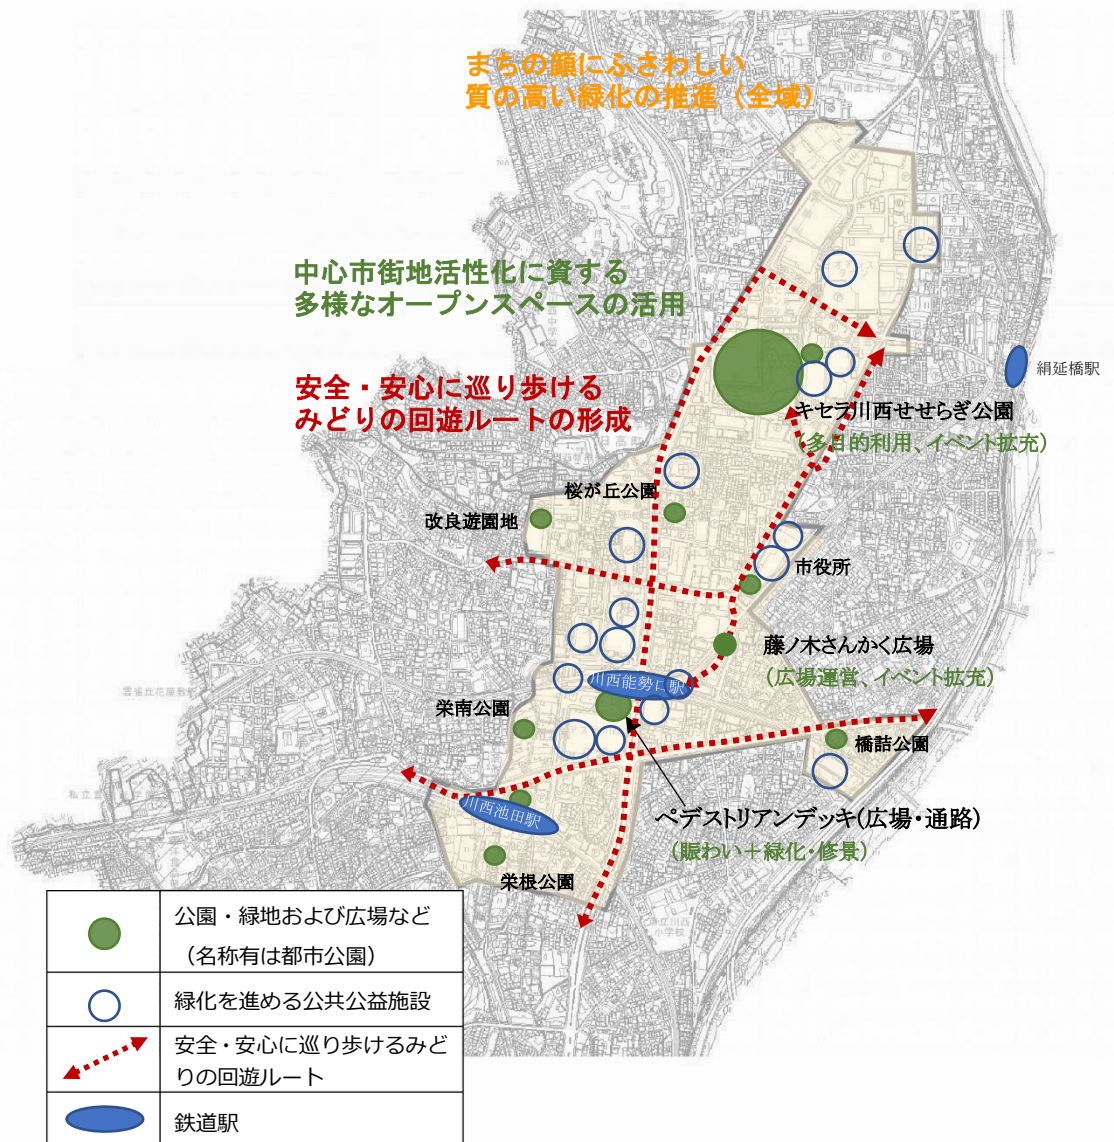 まちの顔にふさわしい
質の高い緑化の推進（全域）
中心市街地活性化に資する
多様なオープンスペースの活用
安全・安心に巡り歩ける
みどりの回遊ルートの形成
絹延橋駅
キセラ川西せせらぎ公園
（多目的利用、イベント拡充）
桜が丘公園
改良遊園地
市役所
藤ノ木さんかく広場
（広場運営、イベント拡充）
川西能勢口駅
栄南公園
橋詰公園
川西池田駅
ペデストリアンデッキ(広場・通路)
（賑わい＋緑化・修景）
栄根公園
小学校
公園・緑地および広場など
（名称有は都市公園）
緑化を進める公共公益施設
安全・安心に巡り歩けるみど
りの回遊ルート
鉄道駅